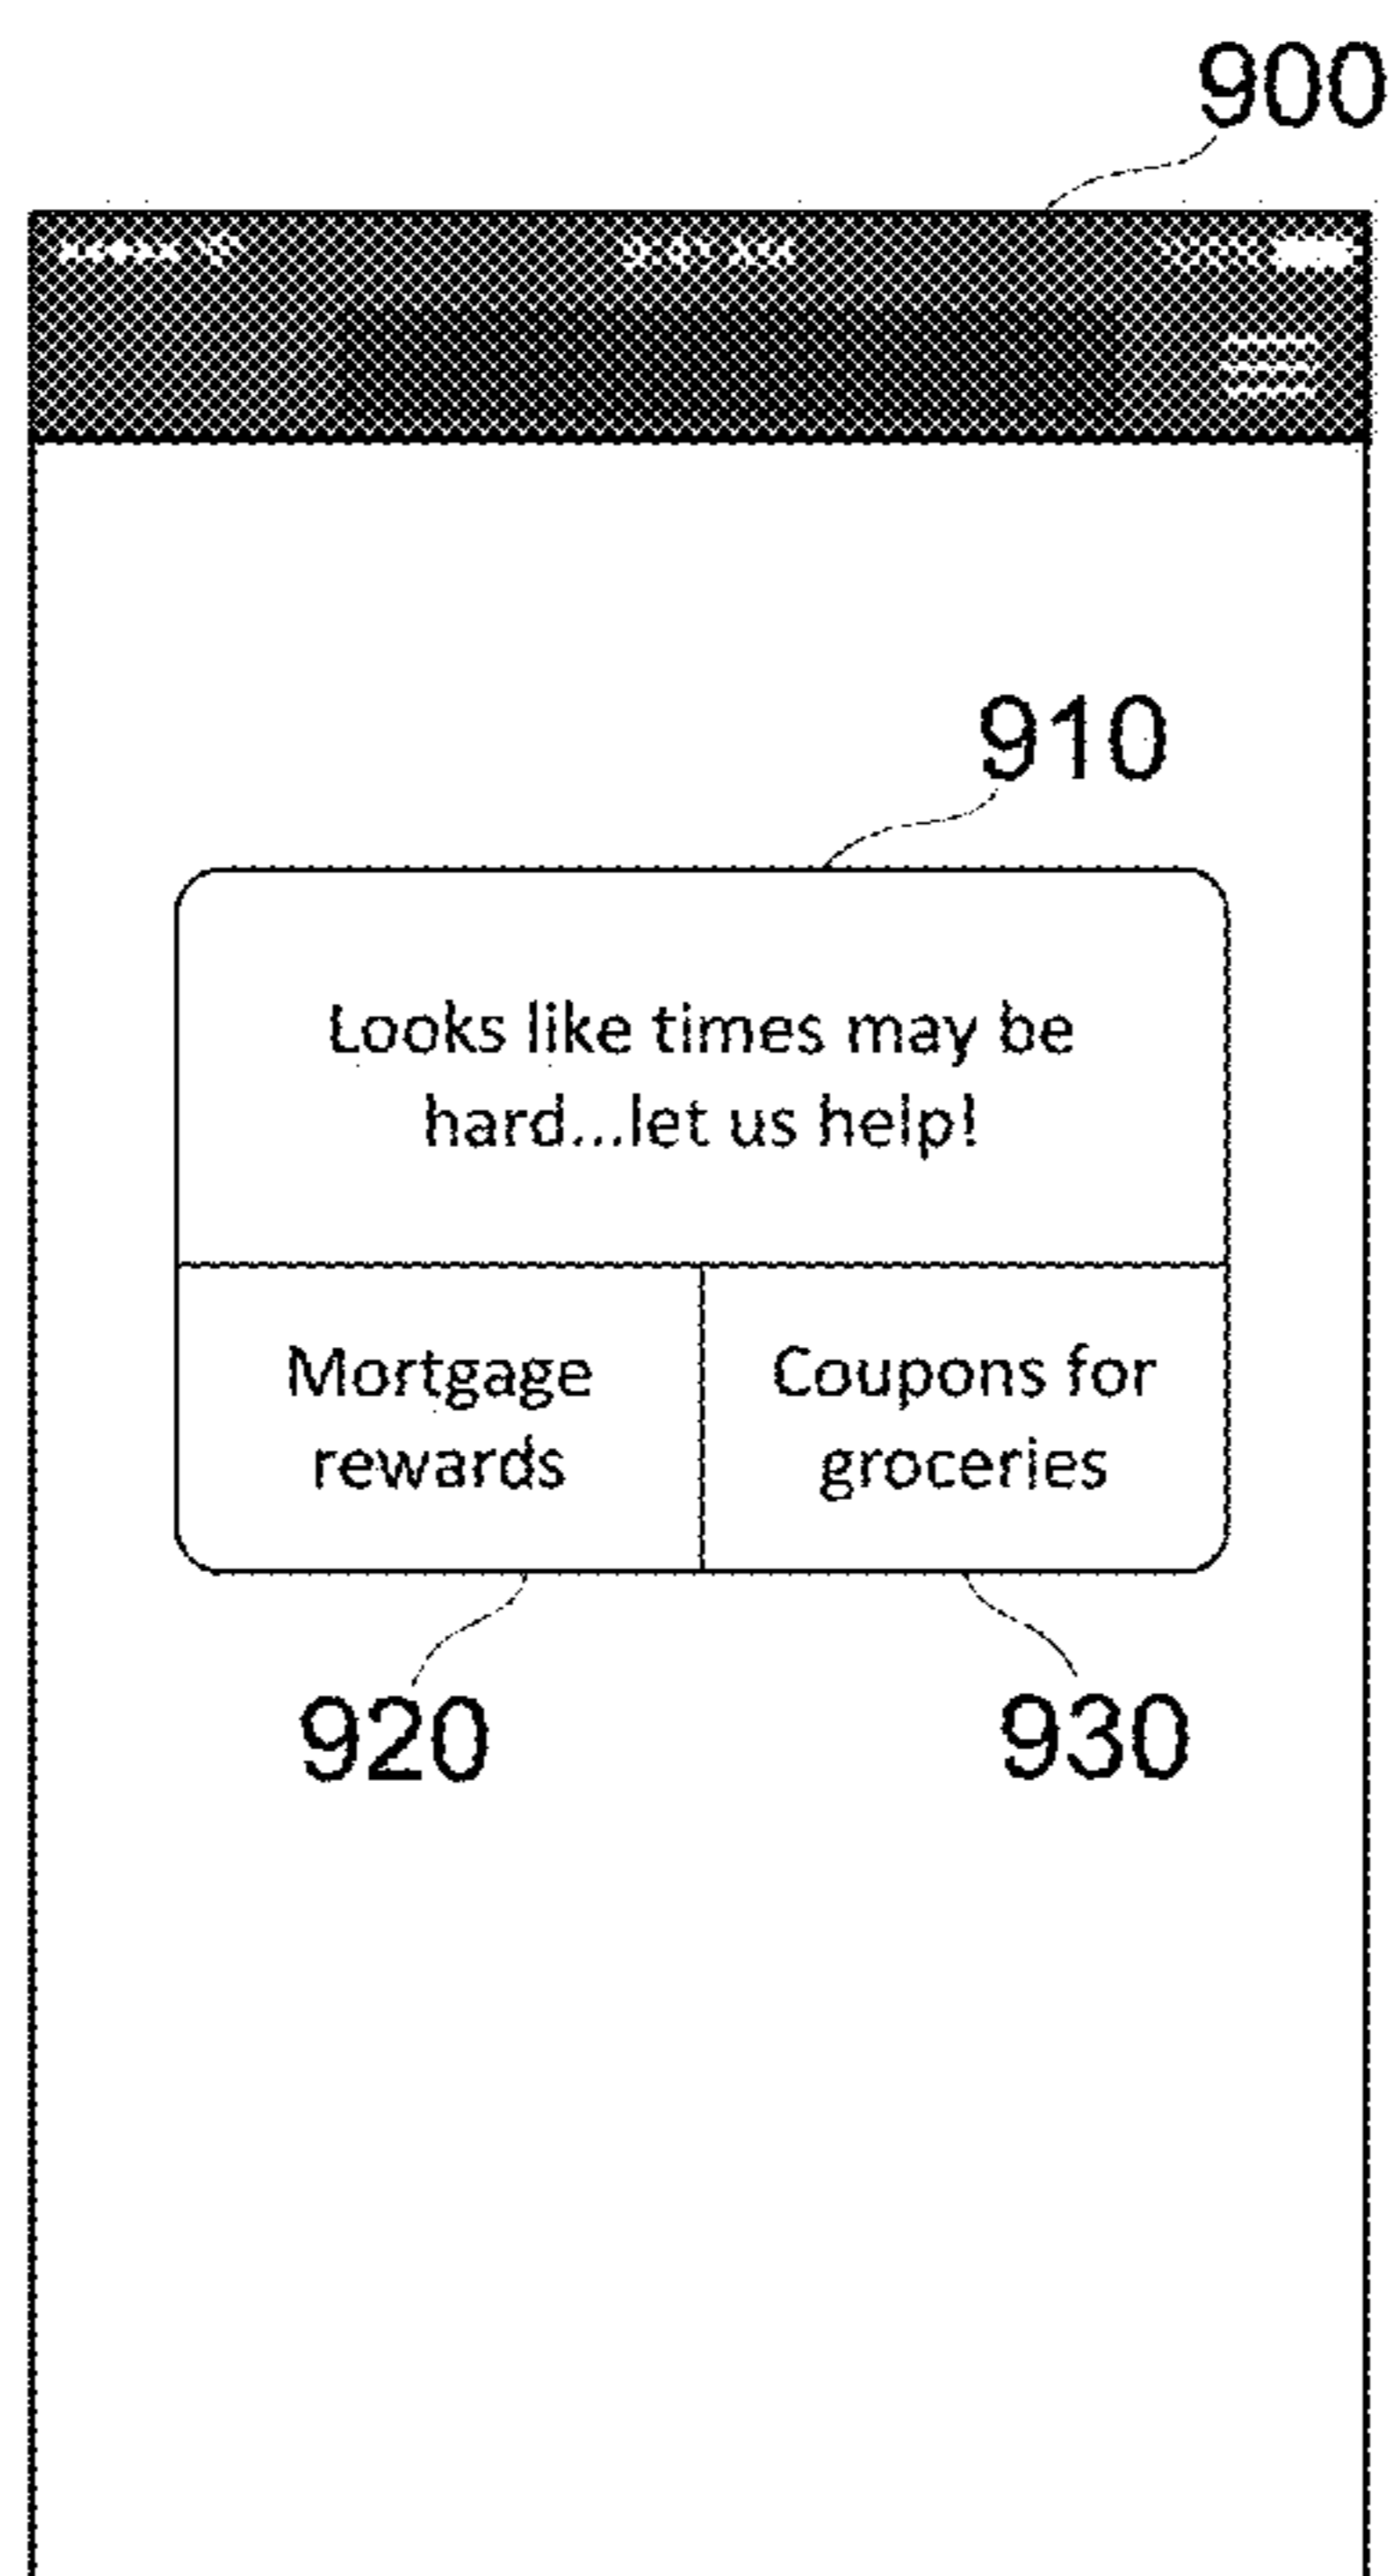 900
910
Looks like times may be
hard...let us help!
Mortgage
rewards
Coupons for
groceries
920
930